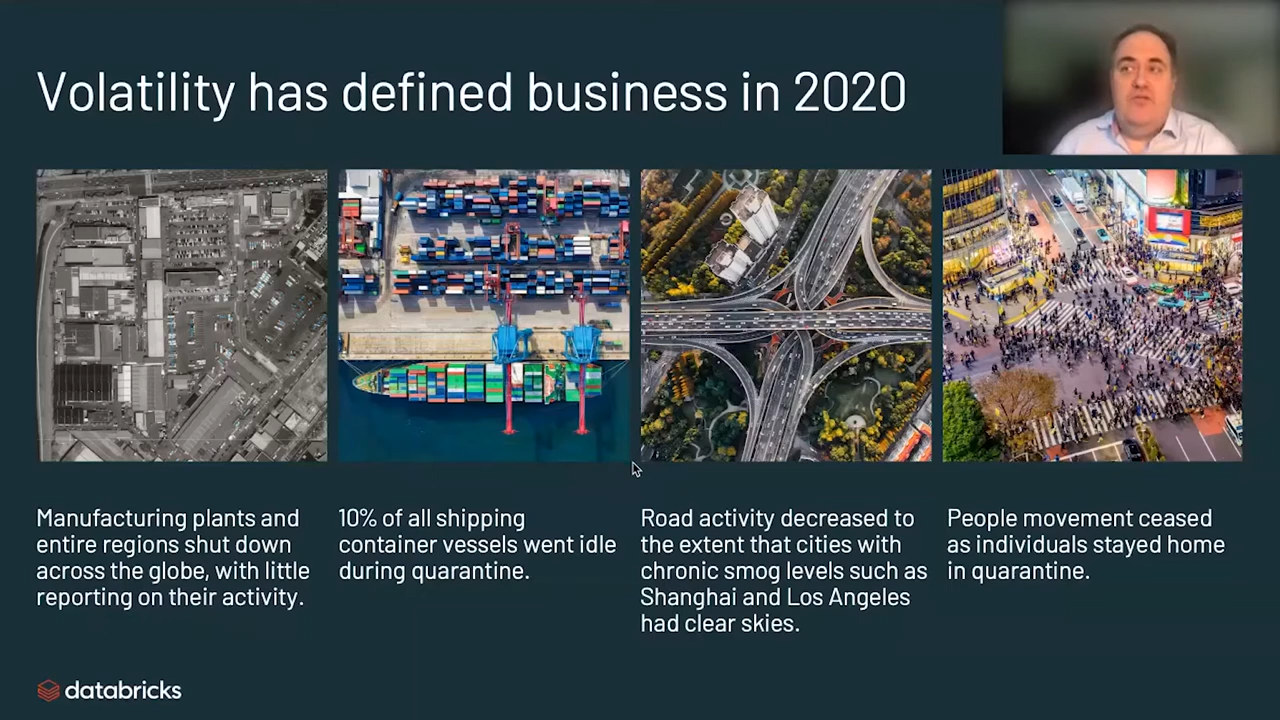 Volatility has defined business in 2020
Manufacturing plants and
entire regions shut down
across the globe, with little
reporting on their activity.
10% of all shipping
container vessels went idle
during quarantine.
Road activity decreased to
the extent that cities with
chronic smog levels such as
Shanghai and Los Angeles
had clear skies.
People movement ceased
as individuals stayed home
in quarantine.
databricks